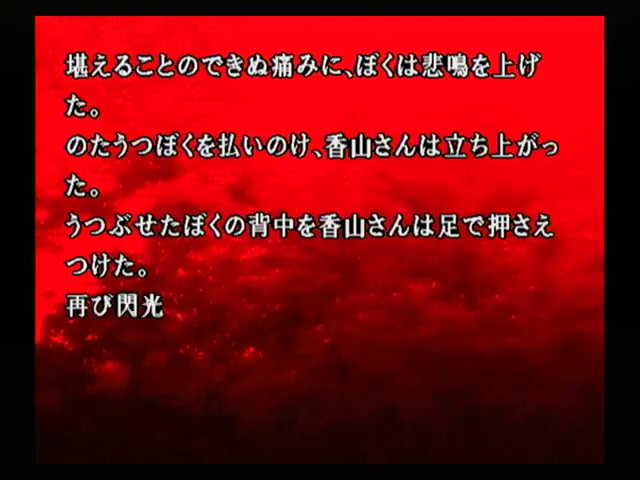 堪えることのできぬ痛みに、ぼくは悲鳴を上げ
た。
のたうつぼくを払いのけ、香山さんは立ち上がっ
た。
うつぶせたぼくの背中を香山さんは足で押さえ
つけた。
再び閃光